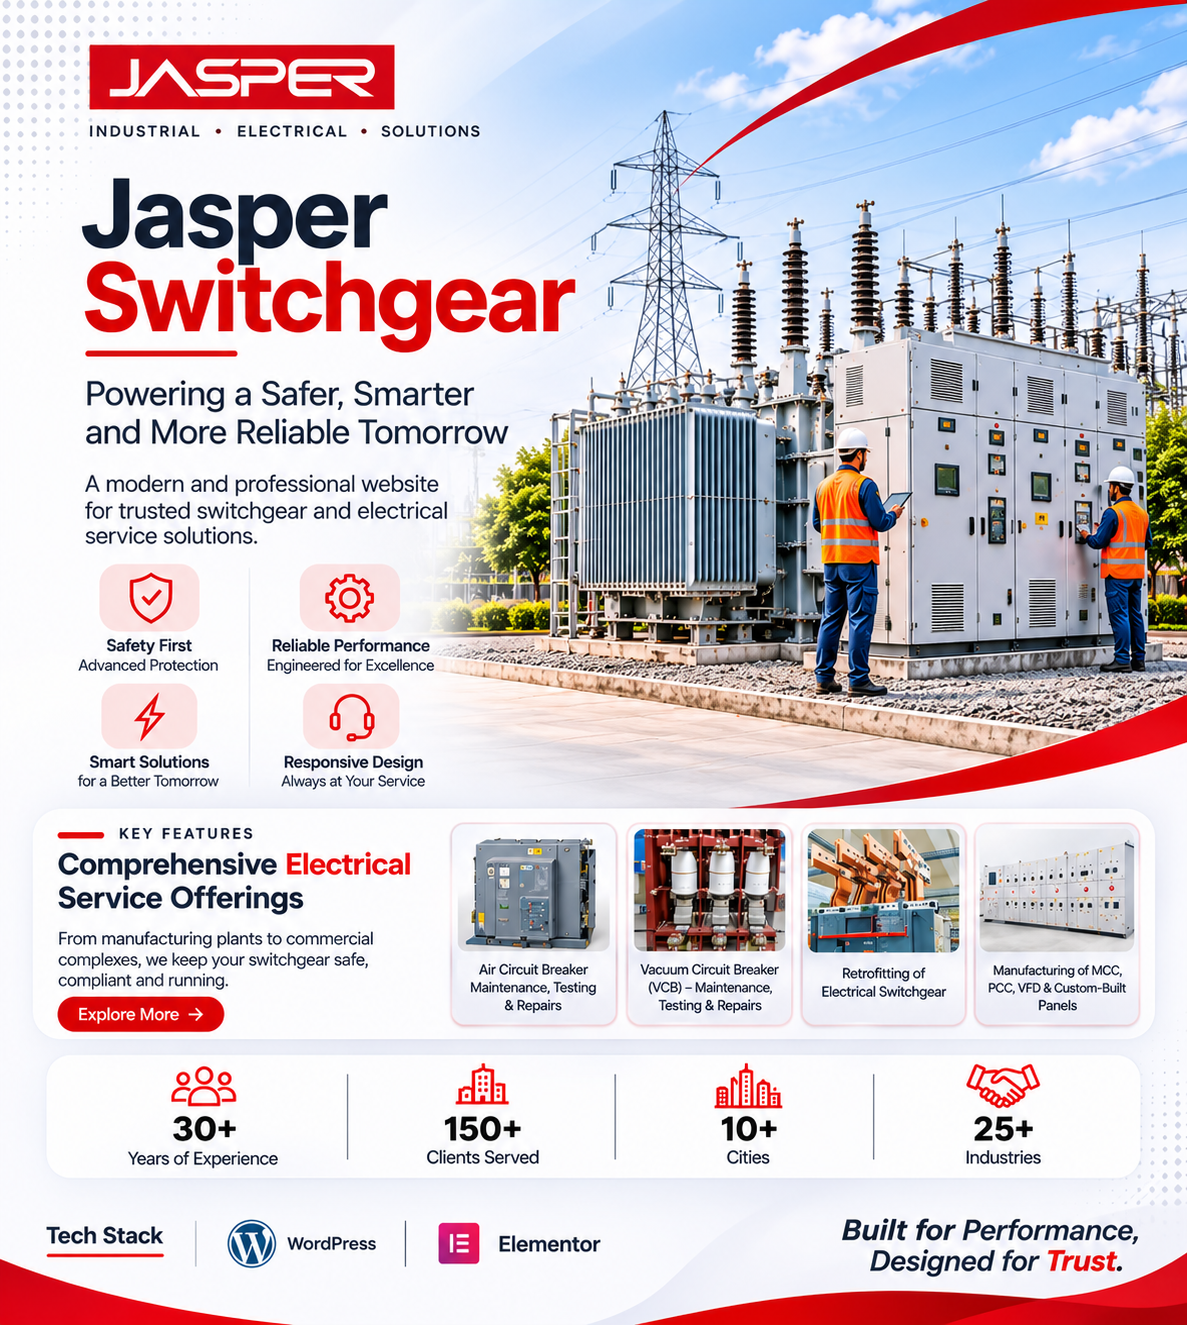 JASPER
INDUSTRIAL • ELECTRICAL • SOLUTIONS
Jasper
Switchgear
Powering a Safer, Smarter
and More Reliable Tomorrow
A modern and professional website
for trusted switchgear and electrical
service solutions.
Safety First
Advanced Protection
Reliable Performance
Engineered for Excellence
Smart Solutions
for a Better Tomorrow
Responsive Design
Always at Your Service
KEY FEATURES
Comprehensive Electrical
Service Offerings
From manufacturing plants to commercial
complexes, we keep your switchgear safe,
compliant and running.
Explore More →
Air Circuit Breaker
Maintenance, Testing
& Repairs
Vacuum Circuit Breaker
(VCB) – Maintenance,
Testing & Repairs
Retrofitting of
Electrical Switchgear
Manufacturing of MCC,
PCC, VFD & Custom-Built
Panels
30+
Years of Experience
150+
Clients Served
10+
Cities
25+
Industries
Tech Stack
WordPress
Elementor
Built for Performance,
Designed for Trust.